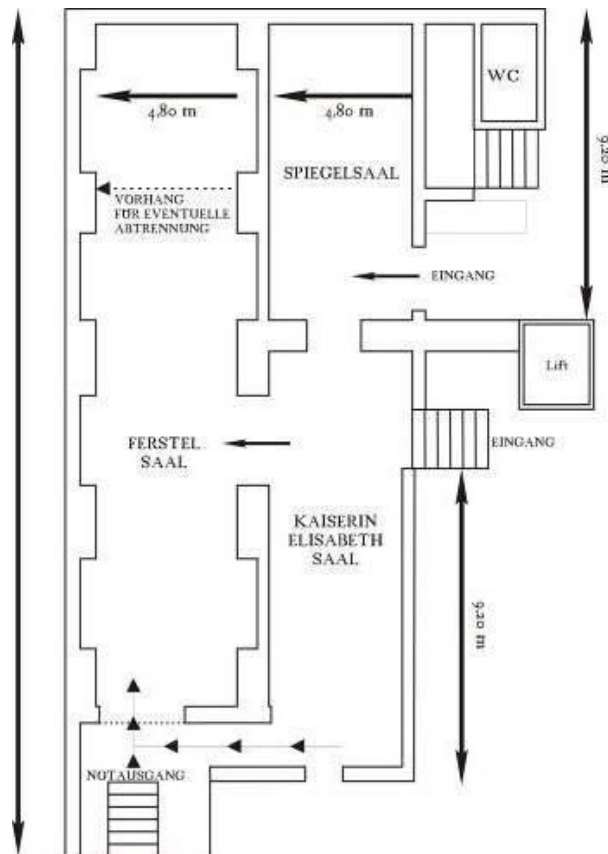 WC
4,80 m
4,80 m
9,20 m
SPIEGELSAAL
VORHANG
FÜR EVENTUELLE
ABTRENNUNG
EINGANG
Lift
FERSTEL
SAAL
EINGANG
KAISERIN
ELISABETH
SAAL
9,20 m
NOTAUSGANG